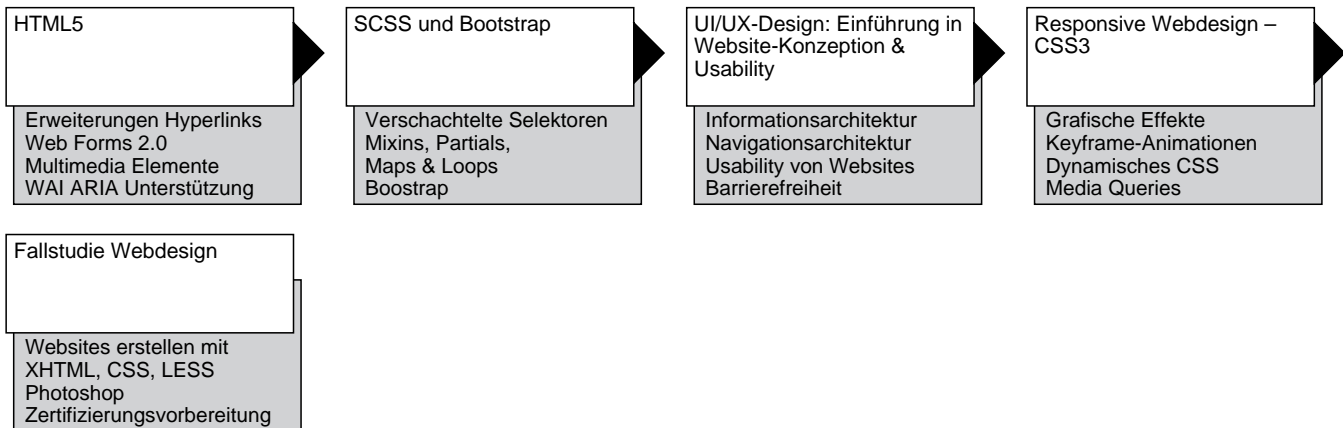 HTML5
Erweiterungen Hyperlinks
Web Forms 2.0
Multimedia Elemente
WAI ARIA Unterstützung
SCSS und Bootstrap
Verschachtelte Selektoren
Mixins, Partials,
Maps & Loops
Boostrap
UI/UX-Design: Einführung in
Website-Konzeption &
Usability
Informationsarchitektur
Navigationsarchitektur
Usability von Websites
Barrierefreiheit
Responsive Webdesign –
CSS3
Grafische Effekte
Keyframe-Animationen
Dynamisches CSS
Media Queries
Fallstudie Webdesign
Websites erstellen mit
XHTML, CSS, LESS
Photoshop
Zertifizierungsvorbereitung